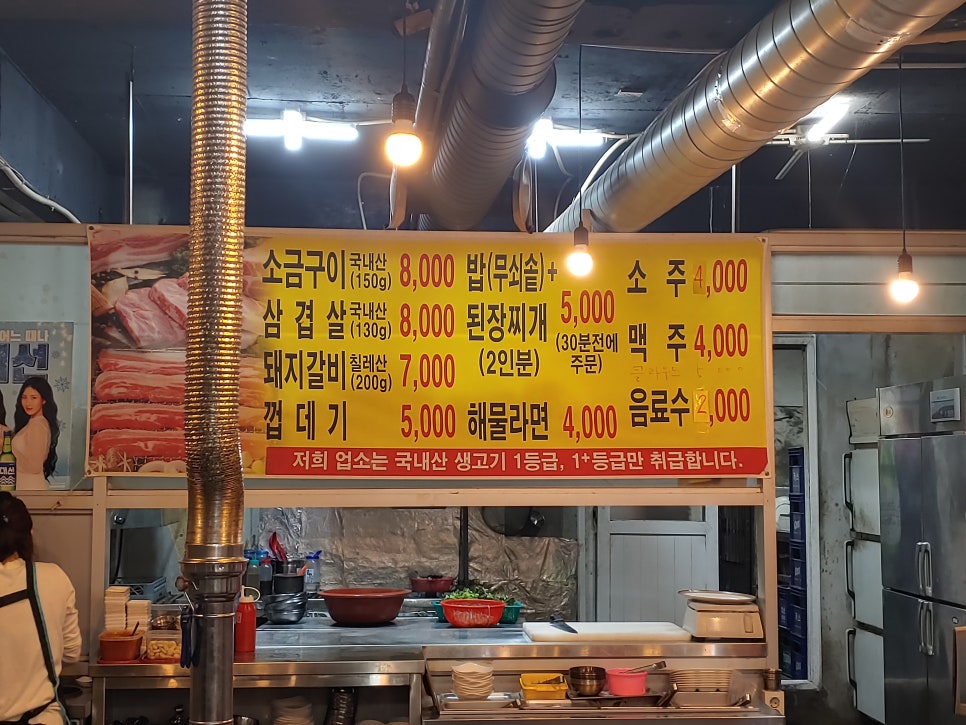 소금구이 국내산 (150g) 8,000
삼겹살 국내산 (130g) 8,000
돼지갈비 칠레산 (200g) 7,000
껍데기 5,000
밥(무쇠솥)+
된장찌개 5,000
(2인분) (30분전에 주문)
해물라면 4,000
소주 4,000
맥주 4,000
음료수 2,000
저희 업소는 국내산 생고기 1등급, 1+등급만 취급합니다.